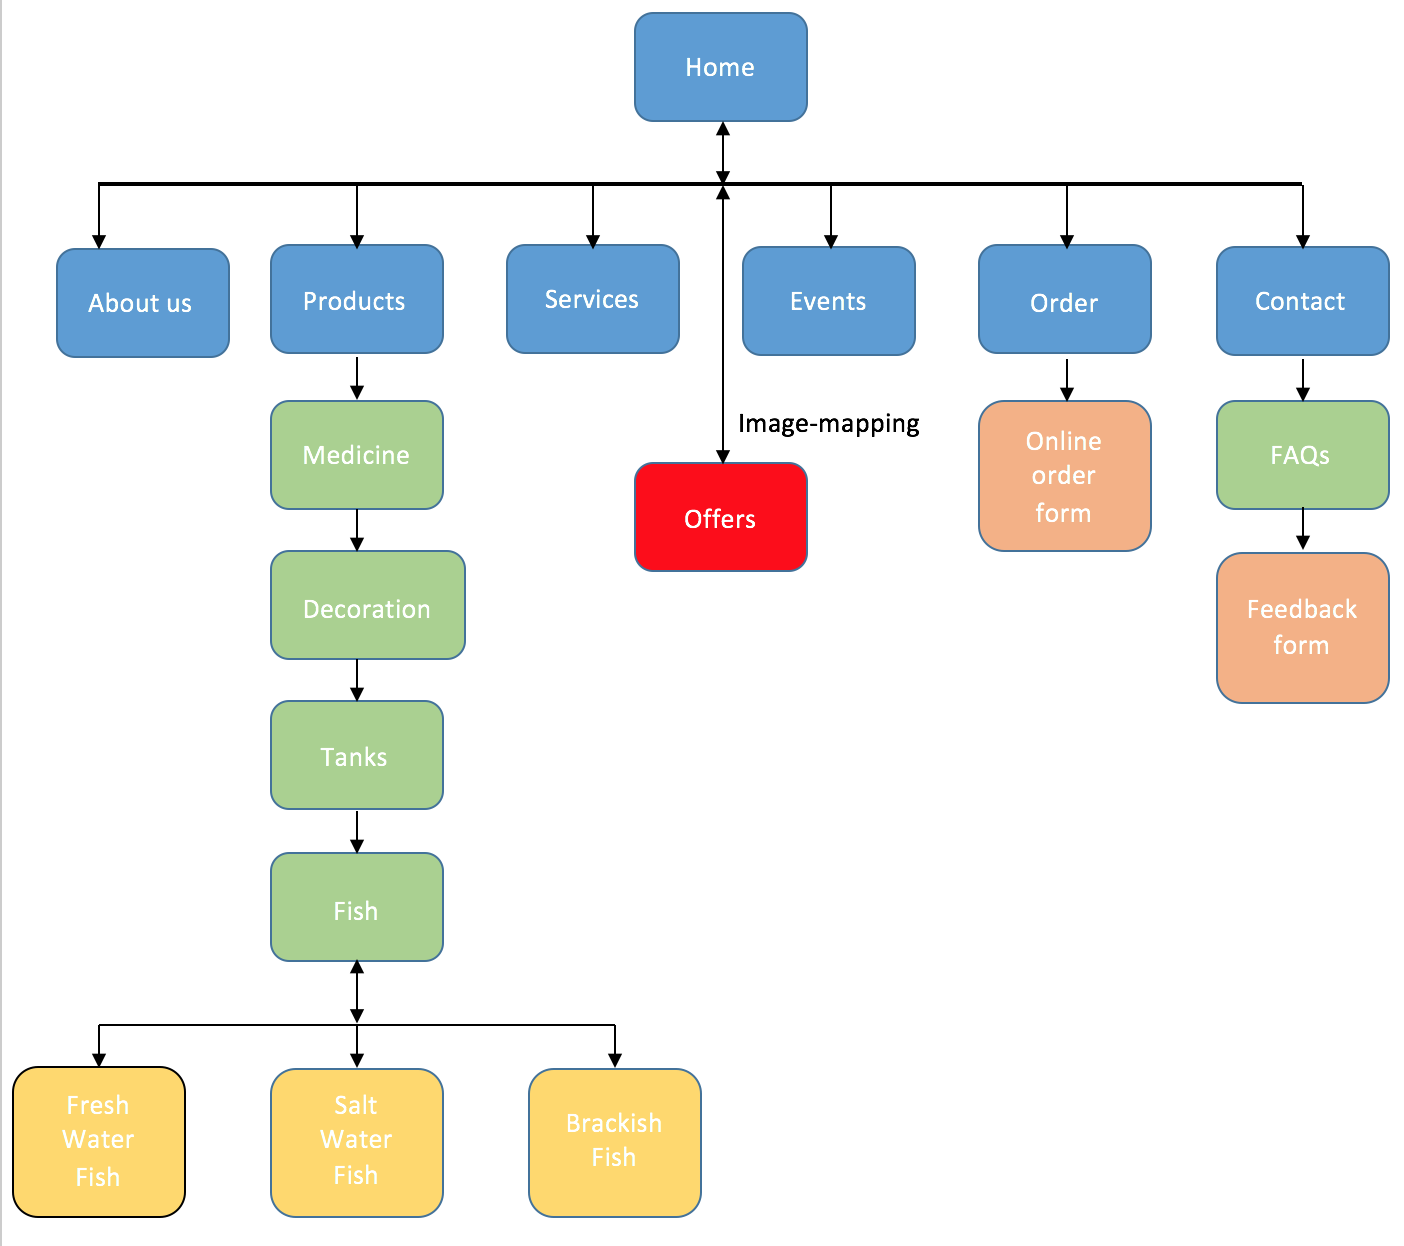 Home
About us
Products
Services
Events
Order
Contact
Image-mapping
Medicine
Offers
Online
order
form
FAQs
Decoration
Feedback
form
Tanks
Fish
Fresh
Water
Fish
Salt
Water
Fish
Brackish
Fish